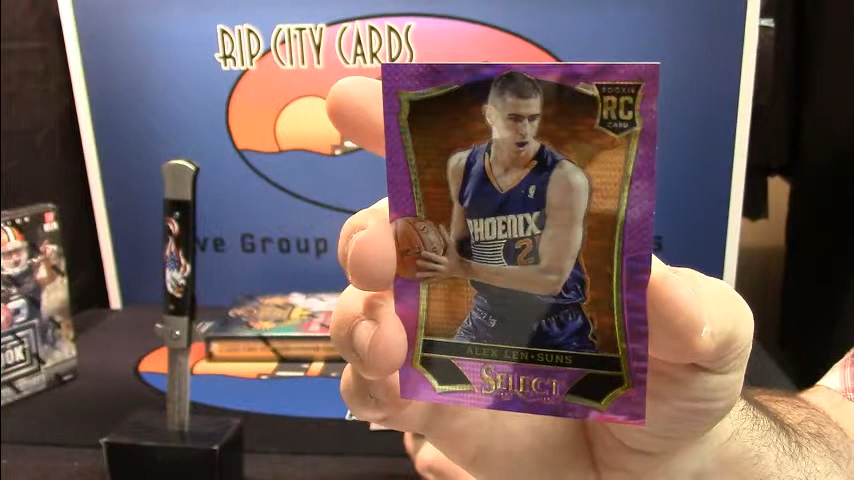 RIP CITY CARDS
ve Group
ROOKIE
RC
CARD
PHOENIX
2
ALEX LEN • SUNS
SELECT